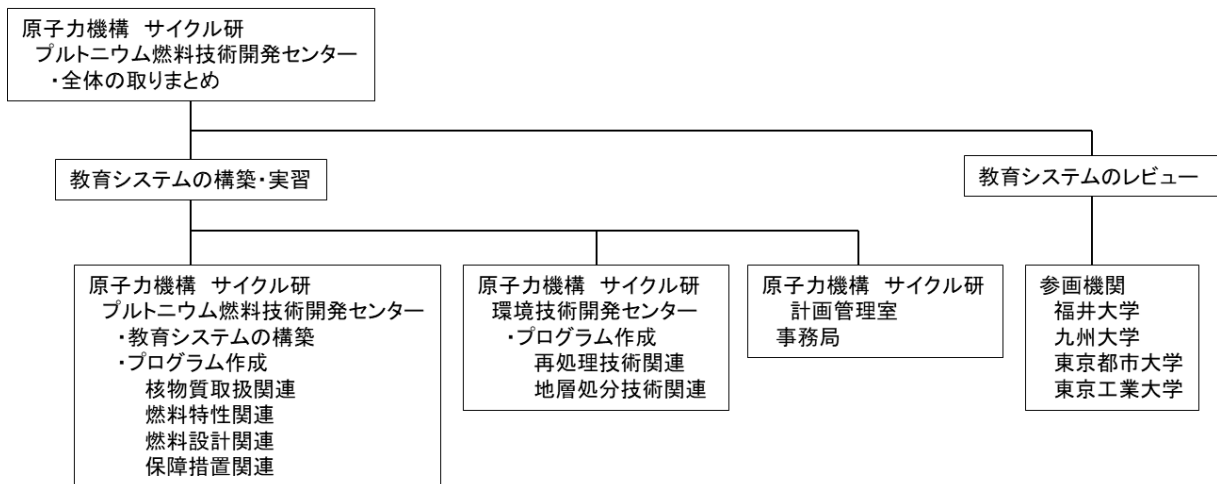 原子力機構 サイクル研
プルトニウム燃料技術開発センター
・全体の取りまとめ
教育システムの構築・実習
教育システムのレビュー
原子力機構 サイクル研
プルトニウム燃料技術開発センター
・教育システムの構築
・プログラム作成
核物質取扱関連
燃料特性関連
燃料設計関連
保障措置関連
原子力機構 サイクル研
環境技術開発センター
・プログラム作成
再処理技術関連
地層処分技術関連
原子力機構 サイクル研
計画管理室
事務局
参画機関
福井大学
九州大学
東京都市大学
東京工業大学